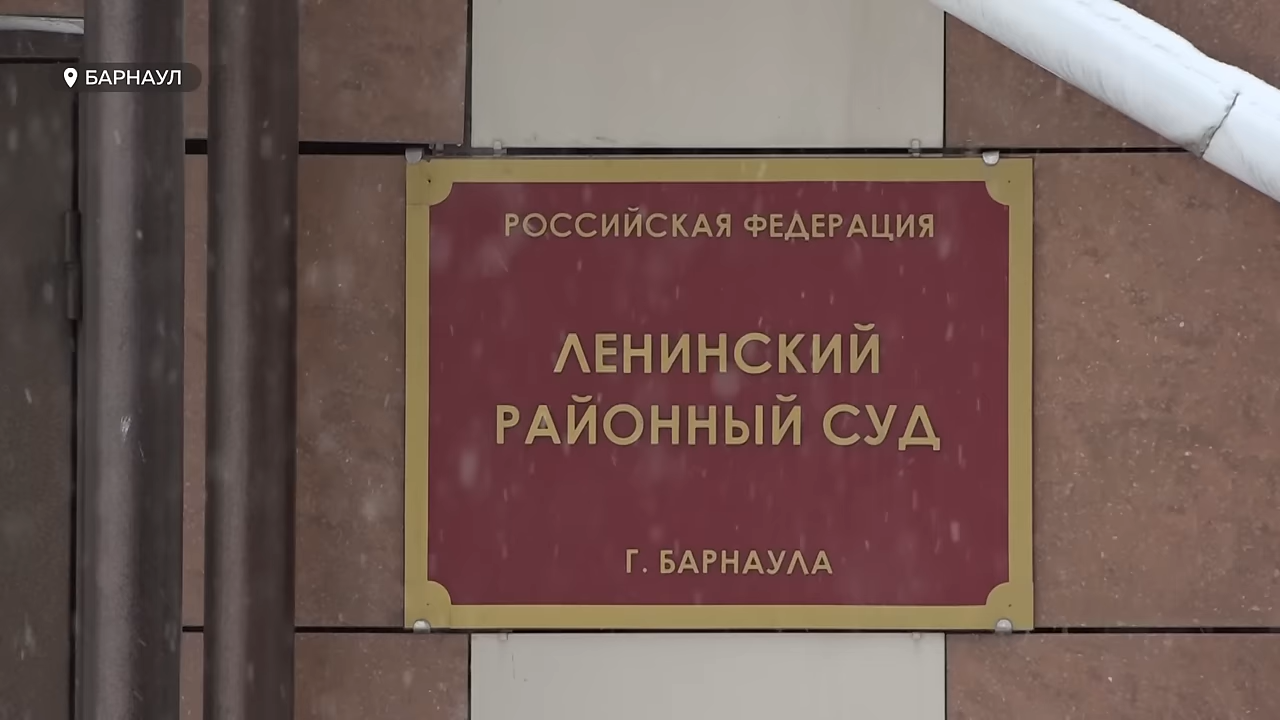 БАРНАУЛ
РОССИЙСКАЯ ФЕДЕРАЦИЯ
ЛЕНИНСКИЙ
РАЙОННЫЙ СУД
Г. БАРНАУЛА